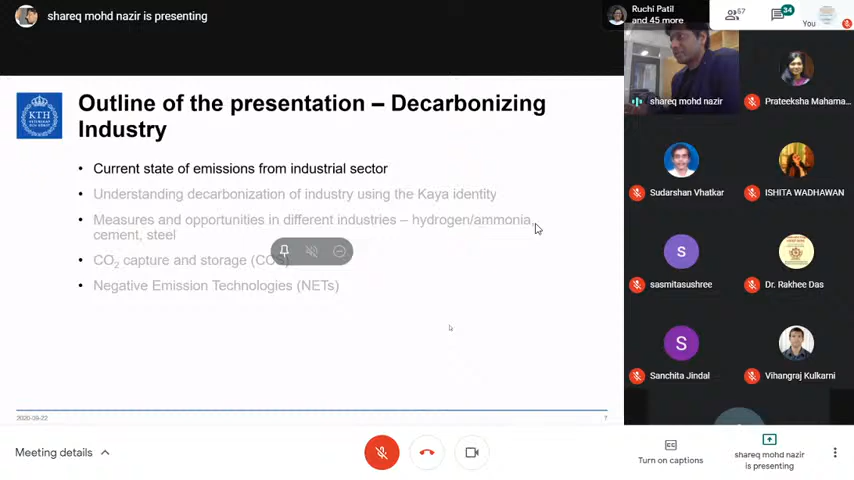 shareq mohd nazir is presenting
Ruchi Patil
and 45 more
67
34
You
KTH
Outline of the presentation – Decarbonizing
Industry
• Current state of emissions from industrial sector
• Understanding decarbonization of industry using the Kaya identity
• Measures and opportunities in different industries – hydrogen/ammonia,
cement, steel
• CO2 capture and storage (CCS)
• Negative Emission Technologies (NETs)
2020-09-22
7
shareq mohd nazir
Prateeksha Mahama...
Sudarshan Vhatkar
ISHITA WADHAWAN
S
sasmitasushree
Dr. Rakhee Das
S
Sanchita Jindal
Vihangraj Kulkarni
Meeting details
Turn on captions
shareq mohd nazir
is presenting